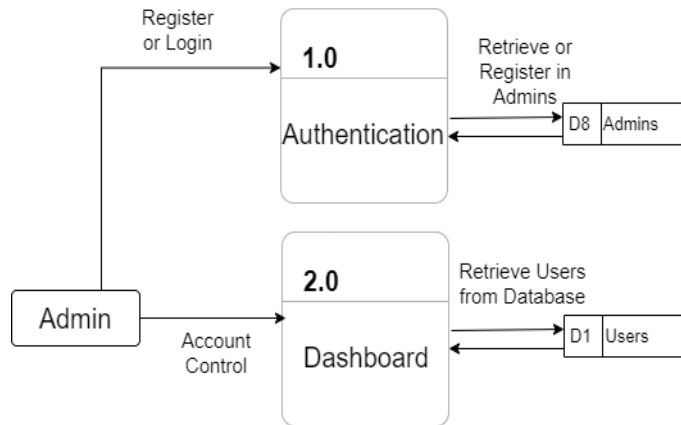 Register
or Login
1.0
Authentication
Retrieve or
Register in
Admins
D8 Admins
Admin
Account
Control
2.0
Dashboard
Retrieve Users
from Database
D1 Users